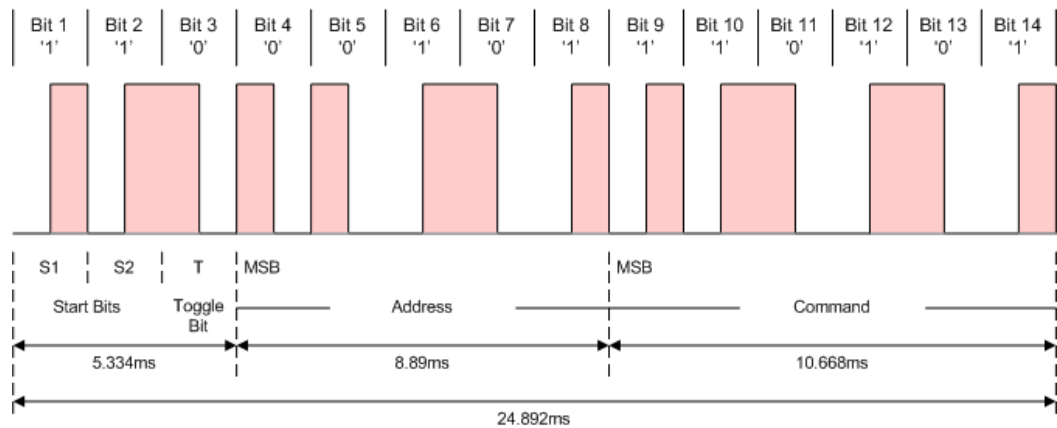 Bit 1 Bit 2 Bit 3 Bit 4 Bit 5 Bit 6 Bit 7 Bit 8 Bit 9 Bit 10 Bit 11 Bit 12 Bit 13 Bit 14
'1' '1' '0' '0' '0' '1' '0' '1' '1' '1' '0' '1' '0' '1'
S1 S2 T MSB MSB
Start Bits Toggle Address Command
Bit
5.334ms 8.89ms 10.668ms
24.892ms